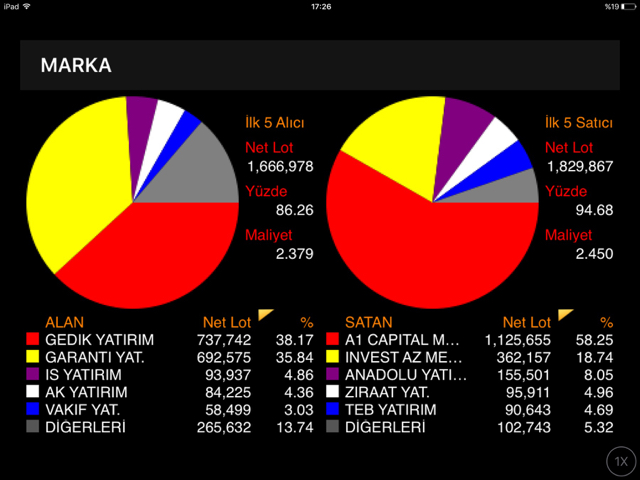 iPad 17:26 %19
MARKA
İlk 5 Alıcı
Net Lot
1,666,978
Yüzde
86.26
Maliyet
2.379
İlk 5 Satıcı
Net Lot
1,829,867
Yüzde
94.68
Maliyet
2.450
ALAN Net Lot %
GEDIK YATIRIM 737,742 38.17
GARANTI YAT. 692,575 35.84
IS YATIRIM 93,937 4.86
AK YATIRIM 84,225 4.36
VAKIF YAT. 58,499 3.03
DİĞERLERİ 265,632 13.74
SATAN Net Lot %
A1 CAPITAL M... 1,125,655 58.25
INVEST AZ ME... 362,157 18.74
ANADOLU YATI... 155,501 8.05
ZIRAAT YAT. 95,911 4.96
TEB YATIRIM 90,643 4.69
DİĞERLERİ 102,743 5.32
1X